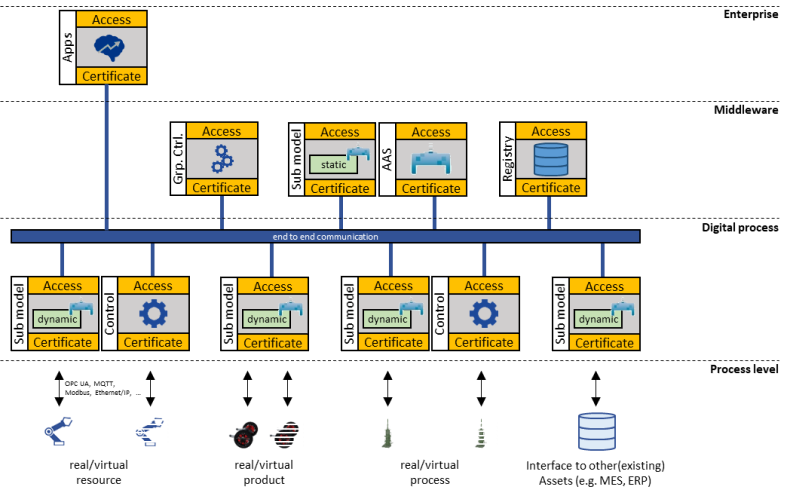 Enterprise
Access
Apps
Certificate
Middleware
Access
Grp. Ctrl.
Certificate
Access
Sub model
static
Certificate
Access
AAS
Certificate
Access
Registry
Certificate
Digital process
end to end communication
Access
Sub model
dynamic
Certificate
Access
Control
Certificate
Access
Sub model
dynamic
Certificate
Access
Sub model
dynamic
Certificate
Access
Control
Certificate
Access
Sub model
dynamic
Certificate
Process level
OPC UA, MQTT,
Modbus, Ethernet/IP, ...
real/virtual
resource
real/virtual
product
real/virtual
process
Interface to other(existing)
Assets (e.g. MES, ERP)